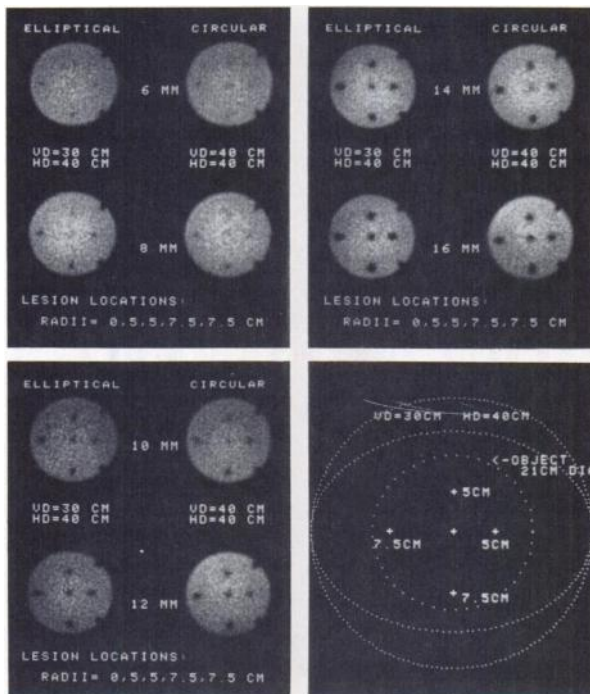 ELLIPTICAL CIRCULAR
6 MM
VD=30 CM VD=40 CM
HD=40 CM HD=40 CM
8 MM
LESION LOCATIONS:
RADII= 0,5,5,7.5,7.5 CM
ELLIPTICAL CIRCULAR
14 MM
VD=30 CM VD=40 CM
HD=40 CM HD=40 CM
16 MM
LESION LOCATIONS:
RADII= 0,5,5,7.5,7.5 CM
ELLIPTICAL CIRCULAR
10 MM
VD=30 CM VD=40 CM
HD=40 CM HD=40 CM
12 MM
LESION LOCATIONS:
RADII= 0,5,5,7.5,7.5 CM
VD=30CM HD=40CM
<-OBJECT
21CM DIA
+5CM
7.5CM 5CM
+7.5CM